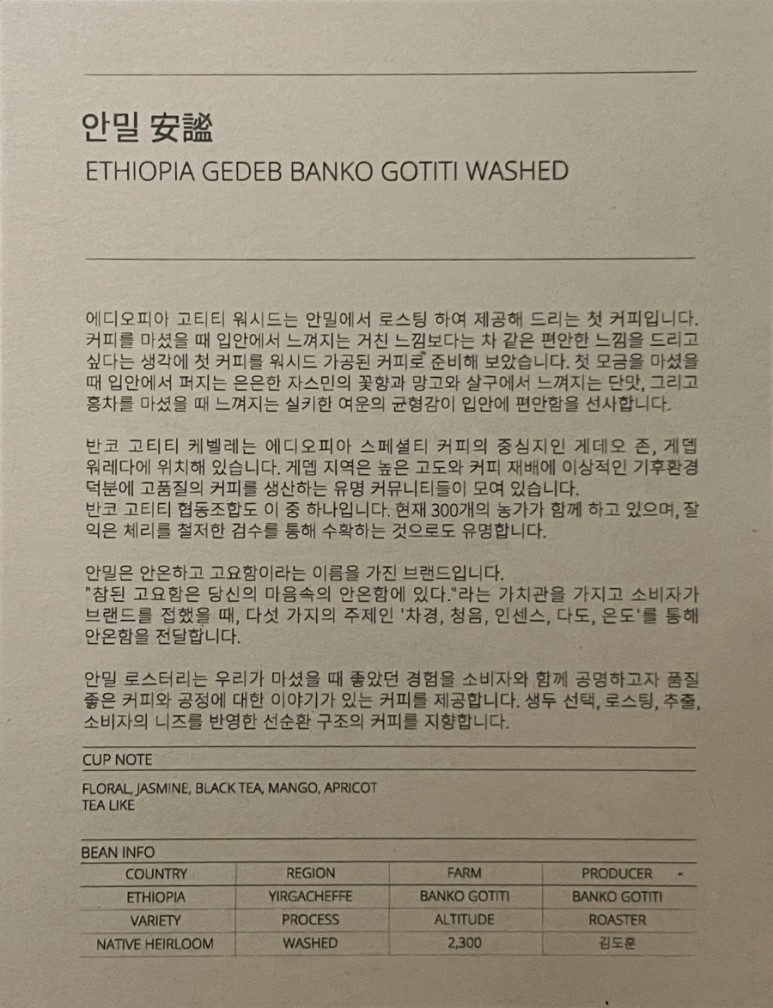 안밀 安謐
ETHIOPIA GEDEB BANKO GOTITI WASHED
에디오피아 고티티 워시드는 안밀에서 로스팅 하여 제공해 드리는 첫 커피입니다.
커피를 마셨을 때 입안에서 느껴지는 거친 느낌보다는 차 같은 편안한 느낌을 드리고
싶다는 생각에 첫 커피를 워시드 가공된 커피로 준비해 보았습니다. 첫 모금을 마셨을
때 입안에서 퍼지는 은은한 자스민의 꽃향과 망고와 살구에서 느껴지는 단맛, 그리고
홍차를 마셨을 때 느껴지는 실키한 여운의 균형감이 입안에 편안함을 선사합니다.
반코 고티티 케벨레는 에디오피아 스페셜티 커피의 중심지인 게데오 존, 게뎁
워레다에 위치해 있습니다. 게뎁 지역은 높은 고도와 커피 재배에 이상적인 기후환경
덕분에 고품질의 커피를 생산하는 유명 커뮤니티들이 모여 있습니다.
반코 고티티 협동조합도 이 중 하나입니다. 현재 300개의 농가가 함께 하고 있으며, 잘
익은 체리를 철저한 검수를 통해 수확하는 것으로도 유명합니다.
안밀은 안온하고 고요함이라는 이름을 가진 브랜드입니다.
"참된 고요함은 당신의 마음속의 안온함에 있다."라는 가치관을 가지고 소비자가
브랜드를 접했을 때, 다섯 가지의 주제인 '차경, 청음, 인센스, 다도, 온도'를 통해
안온함을 전달합니다.
안밀 로스터리는 우리가 마셨을 때 좋았던 경험을 소비자와 함께 공명하고자 품질
좋은 커피와 공정에 대한 이야기가 있는 커피를 제공합니다. 생두 선택, 로스팅, 추출,
소비자의 니즈를 반영한 선순환 구조의 커피를 지향합니다.
CUP NOTE
FLORAL, JASMINE, BLACK TEA, MANGO, APRICOT
TEA LIKE
BEAN INFO
COUNTRY REGION FARM PRODUCER
ETHIOPIA YIRGACHEFFE BANKO GOTITI BANKO GOTITI
VARIETY PROCESS ALTITUDE ROASTER
NATIVE HEIRLOOM WASHED 2,300 김도훈